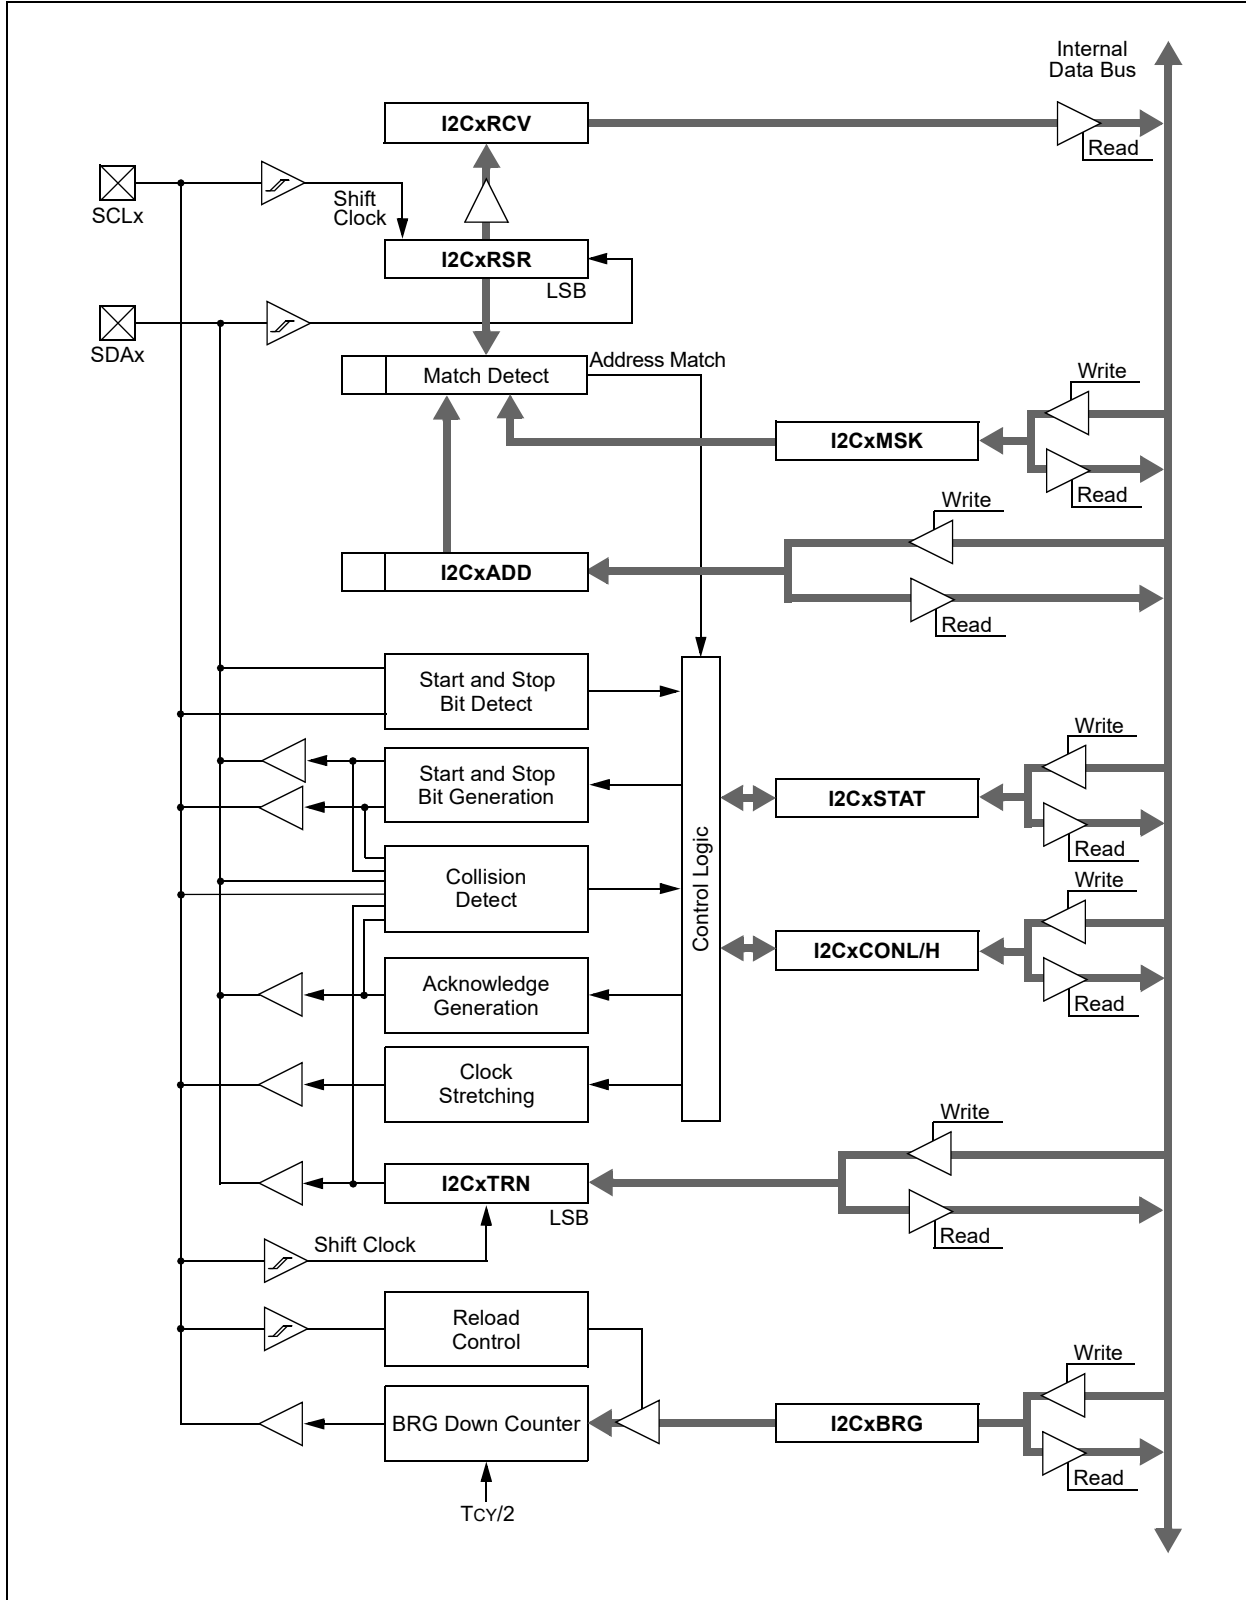 Internal
Data Bus
I2CxRCV
Read
SCLx
Shift
Clock
I2CxRSR
LSB
SDAx
Address Match
Match Detect
Write
I2CxMSK
Read
Write
I2CxADD
Read
Start and Stop
Bit Detect
Write
Start and Stop
Bit Generation
I2CxSTAT
Read
Control Logic
Collision
Detect
Write
I2CxCONL/H
Read
Acknowledge
Generation
Clock
Stretching
Write
I2CxTRN
LSB
Read
Shift Clock
Reload
Control
Write
BRG Down Counter
I2CxBRG
Read
TCY/2